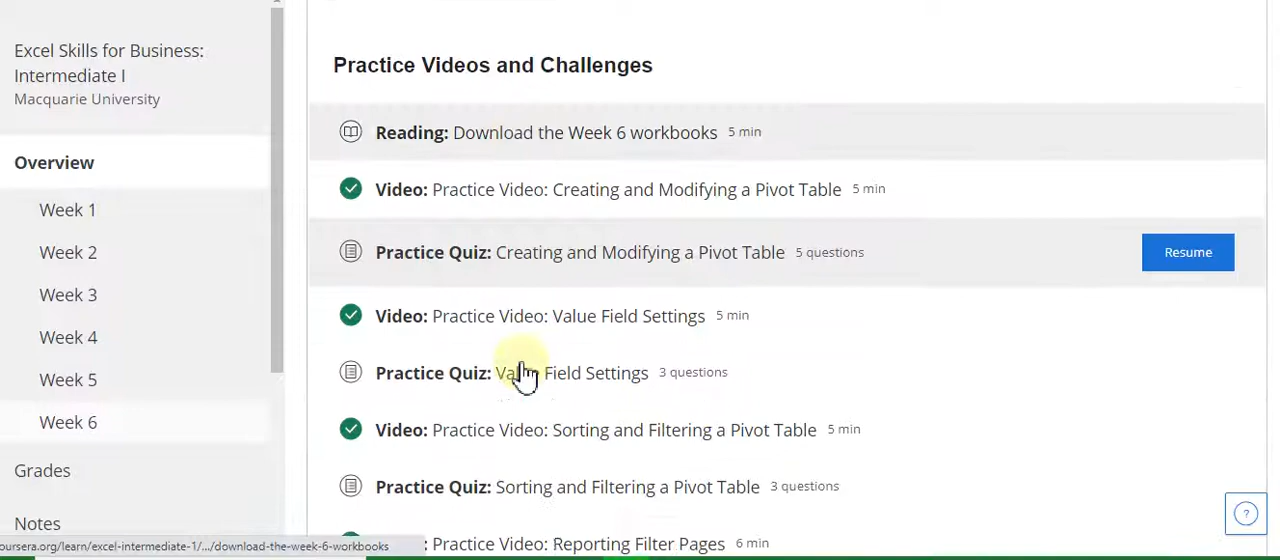 Excel Skills for Business:
Intermediate I
Macquarie University
Overview
Week 1
Week 2
Week 3
Week 4
Week 5
Week 6
Grades
Notes
oursera.org/learn/excel-intermediate-1/.../download-the-week-6-workbooks
Practice Videos and Challenges
Reading: Download the Week 6 workbooks 5 min
Video: Practice Video: Creating and Modifying a Pivot Table 5 min
Practice Quiz: Creating and Modifying a Pivot Table 5 questions
Resume
Video: Practice Video: Value Field Settings 5 min
Practice Quiz: Value Field Settings 3 questions
Video: Practice Video: Sorting and Filtering a Pivot Table 5 min
Practice Quiz: Sorting and Filtering a Pivot Table 3 questions
: Practice Video: Reporting Filter Pages 6 min
?